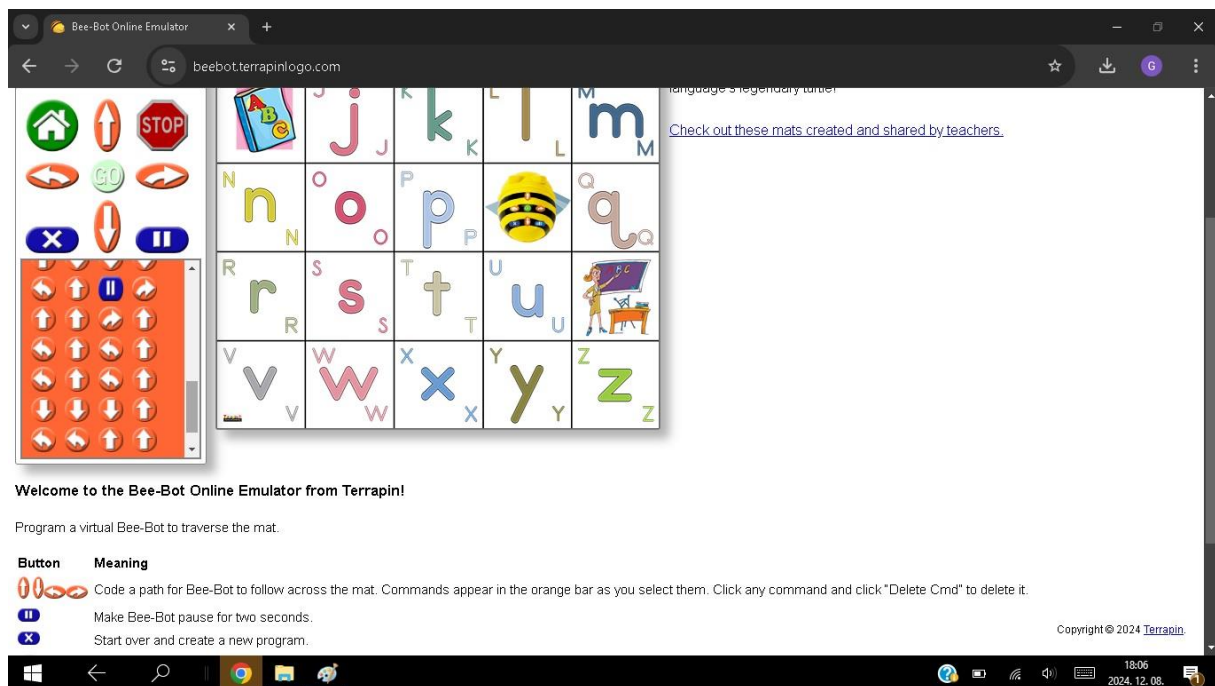 Bee-Bot Online Emulator
beebot.terrapinlogo.com
G
language's legendary turtle!
Check out these mats created and shared by teachers.
STOP
GO
A B C
J j J
K k K
L l L
M m M
N n N
O o O
P p P
Q q Q
R r R
S s S
T t T
U u U
ABC
V v V
W w W
X x X
Y y Y
Z z Z
Welcome to the Bee-Bot Online Emulator from Terrapin!
Program a virtual Bee-Bot to traverse the mat.
Button Meaning
Code a path for Bee-Bot to follow across the mat. Commands appear in the orange bar as you select them. Click any command and click "Delete Cmd" to delete it.
Make Bee-Bot pause for two seconds.
Start over and create a new program.
Copyright © 2024 Terrapin.
18:06
2024. 12. 08.
1